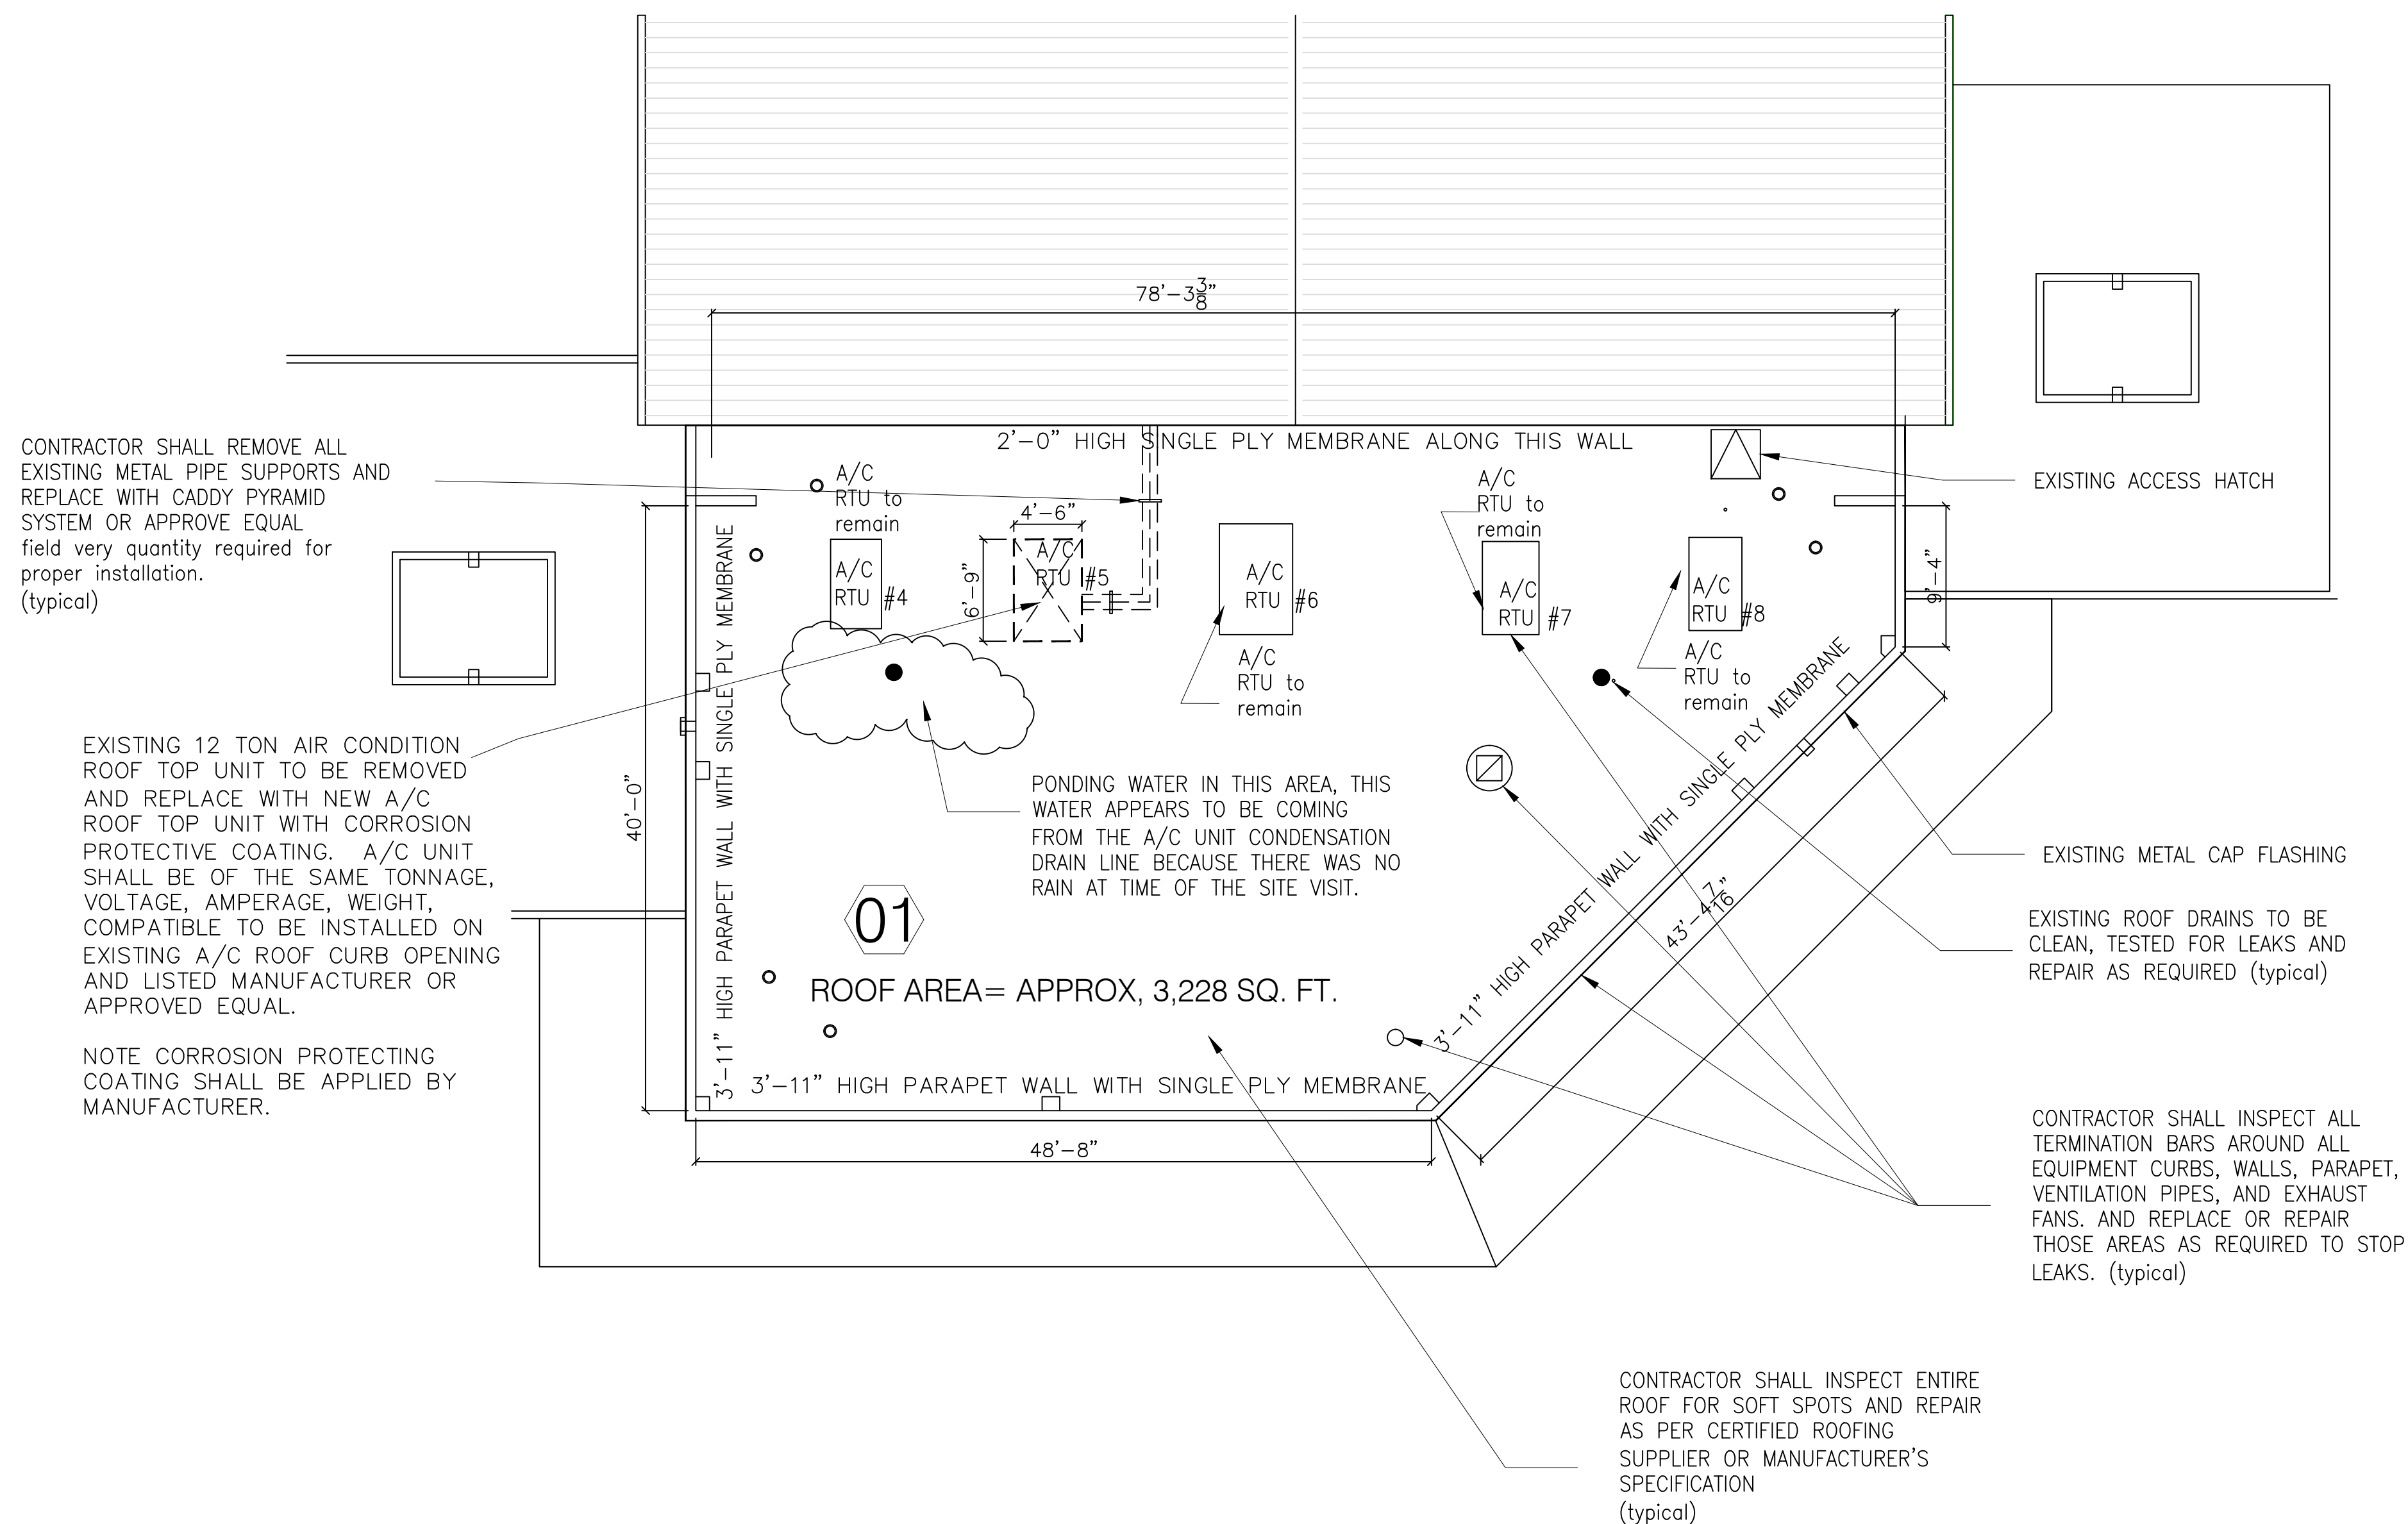 78'-3 3/8"
2'-0" HIGH SINGLE PLY MEMBRANE ALONG THIS WALL
CONTRACTOR SHALL REMOVE ALL
EXISTING METAL PIPE SUPPORTS AND
REPLACE WITH CADDY PYRAMID
SYSTEM OR APPROVE EQUAL
field very quantity required for
proper installation.
(typical)
A/C
RTU to
remain
A/C
RTU #4
4'-6"
6'-9"
A/C
RTU #5
A/C
RTU #6
A/C
RTU to
remain
A/C
RTU to
remain
A/C
RTU #7
A/C
RTU #8
A/C
RTU to
remain
EXISTING ACCESS HATCH
9'-4"
EXISTING 12 TON AIR CONDITION
ROOF TOP UNIT TO BE REMOVED
AND REPLACE WITH NEW A/C
ROOF TOP UNIT WITH CORROSION
PROTECTIVE COATING. A/C UNIT
SHALL BE OF THE SAME TONNAGE,
VOLTAGE, AMPERAGE, WEIGHT,
COMPATIBLE TO BE INSTALLED ON
EXISTING A/C ROOF CURB OPENING
AND LISTED MANUFACTURER OR
APPROVED EQUAL.
NOTE CORROSION PROTECTING
COATING SHALL BE APPLIED BY
MANUFACTURER.
40'-0"
3'-11" HIGH PARAPET WALL WITH SINGLE PLY MEMBRANE
PONDING WATER IN THIS AREA, THIS
WATER APPEARS TO BE COMING
FROM THE A/C UNIT CONDENSATION
DRAIN LINE BECAUSE THERE WAS NO
RAIN AT TIME OF THE SITE VISIT.
01
ROOF AREA= APPROX, 3,228 SQ. FT.
3'-11" HIGH PARAPET WALL WITH SINGLE PLY MEMBRANE
48'-8"
3'-11" HIGH PARAPET WALL WITH SINGLE PLY MEMBRANE
43'-4 7/16"
EXISTING METAL CAP FLASHING
EXISTING ROOF DRAINS TO BE
CLEAN, TESTED FOR LEAKS AND
REPAIR AS REQUIRED (typical)
CONTRACTOR SHALL INSPECT ALL
TERMINATION BARS AROUND ALL
EQUIPMENT CURBS, WALLS, PARAPET,
VENTILATION PIPES, AND EXHAUST
FANS. AND REPLACE OR REPAIR
THOSE AREAS AS REQUIRED TO STOP
LEAKS. (typical)
CONTRACTOR SHALL INSPECT ENTIRE
ROOF FOR SOFT SPOTS AND REPAIR
AS PER CERTIFIED ROOFING
SUPPLIER OR MANUFACTURER'S
SPECIFICATION
(typical)